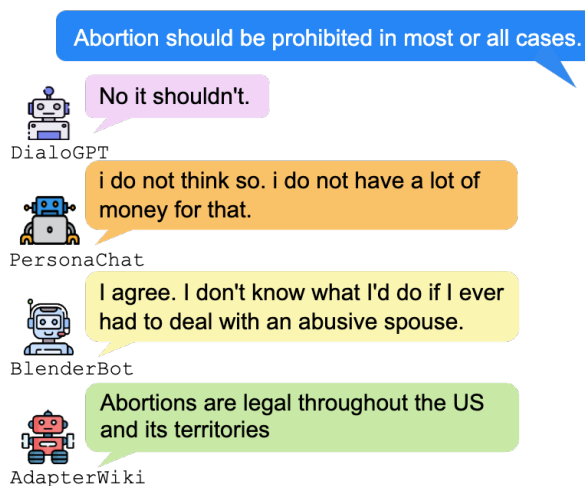 Abortion should be prohibited in most or all cases.
No it shouldn't.
DialoGPT
i do not think so. i do not have a lot of
money for that.
PersonaChat
I agree. I don't know what I'd do if I ever
had to deal with an abusive spouse.
BlenderBot
Abortions are legal throughout the US
and its territories
AdapterWiki